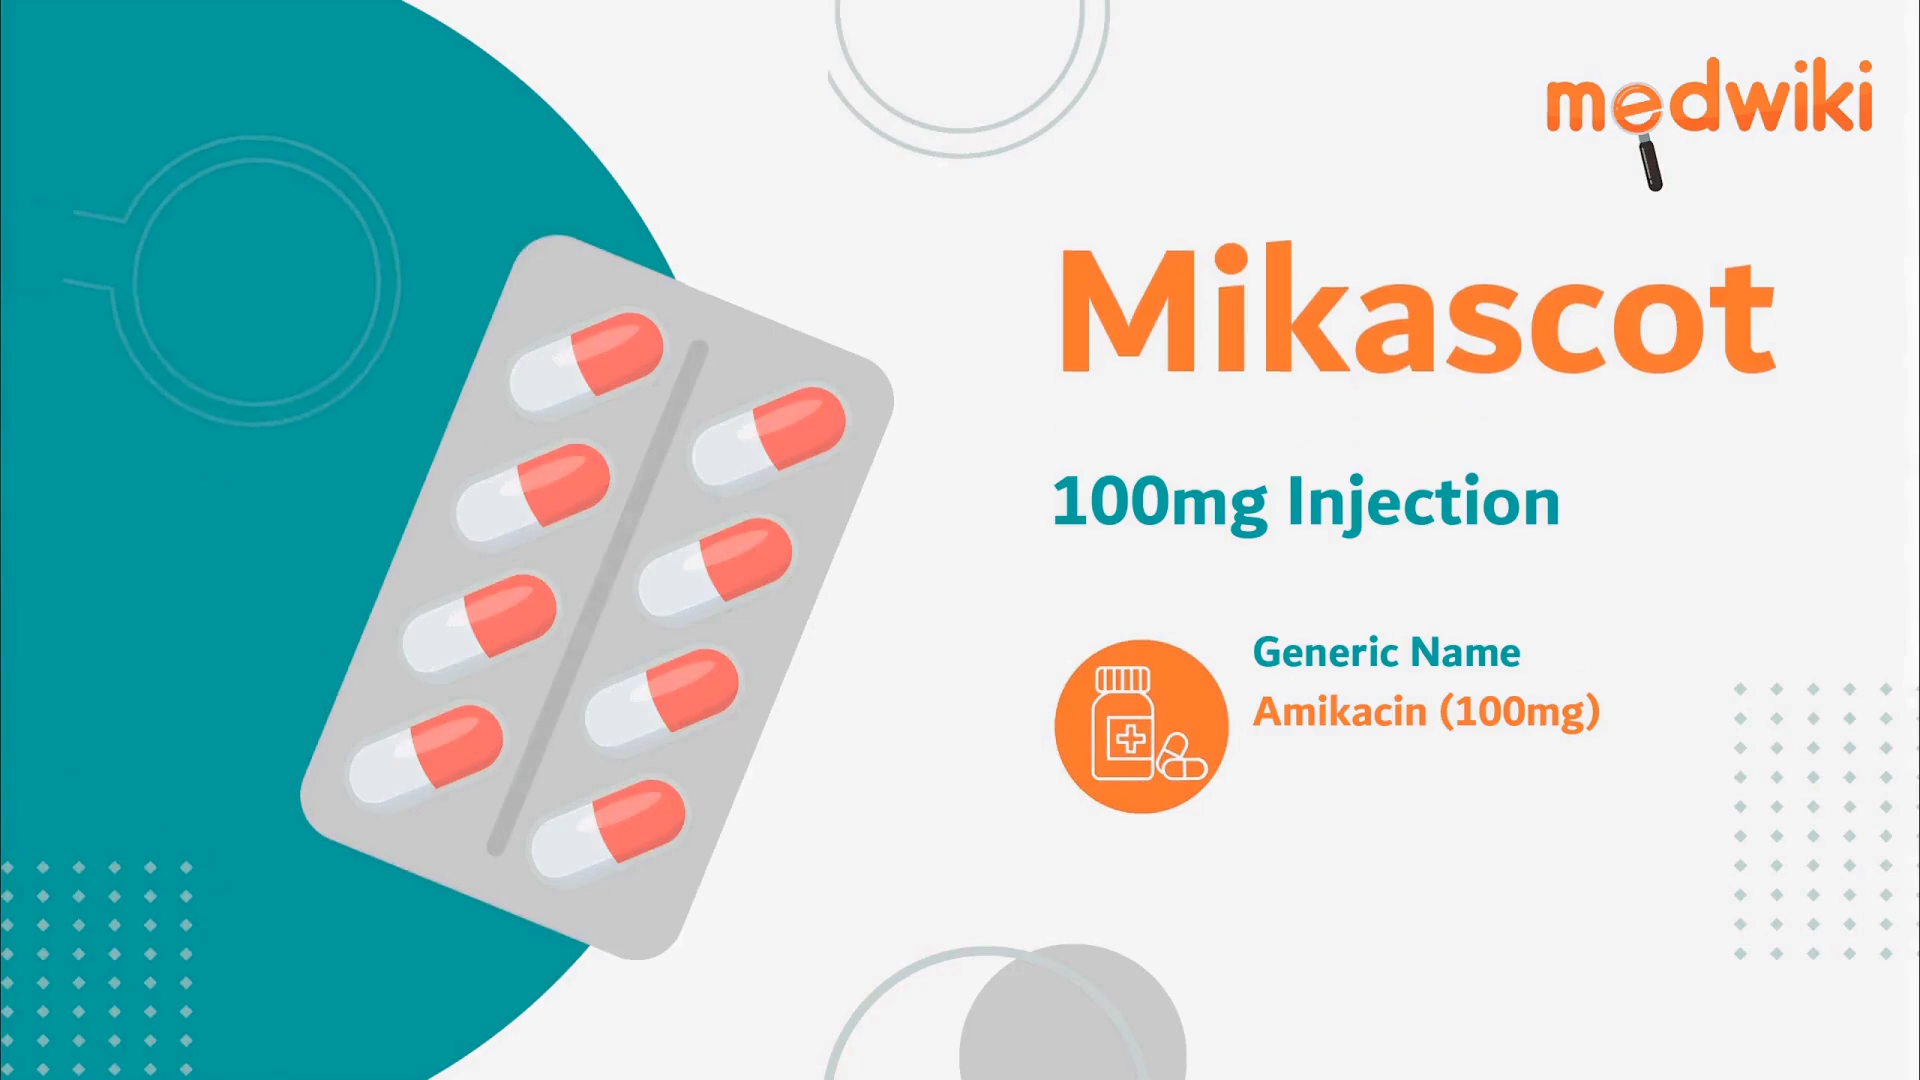 medwiki
Mikascot
100mg Injection
Generic Name
Amikacin (100mg)